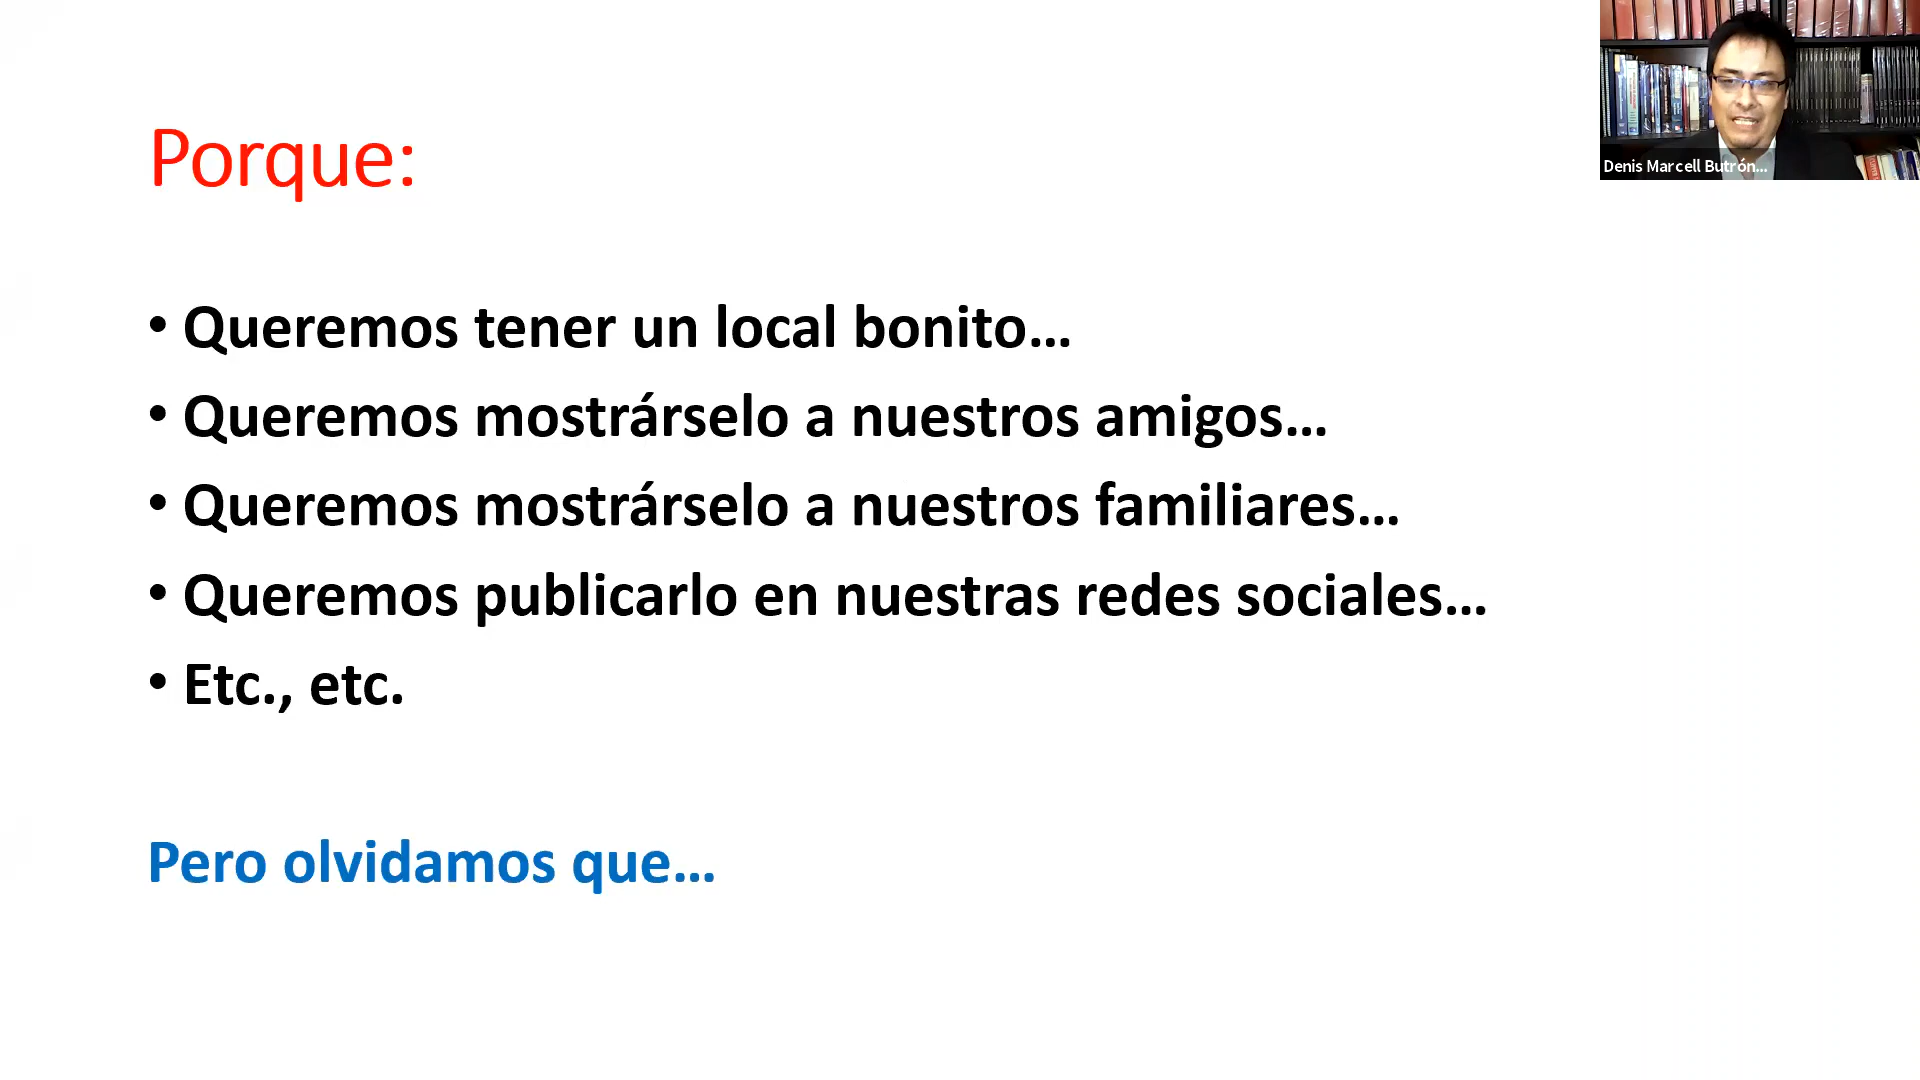 Porque:
• Queremos tener un local bonito…
• Queremos mostrárselo a nuestros amigos…
• Queremos mostrárselo a nuestros familiares…
• Queremos publicarlo en nuestras redes sociales…
• Etc., etc.
Pero olvidamos que…
Denis Marcell Butrón...